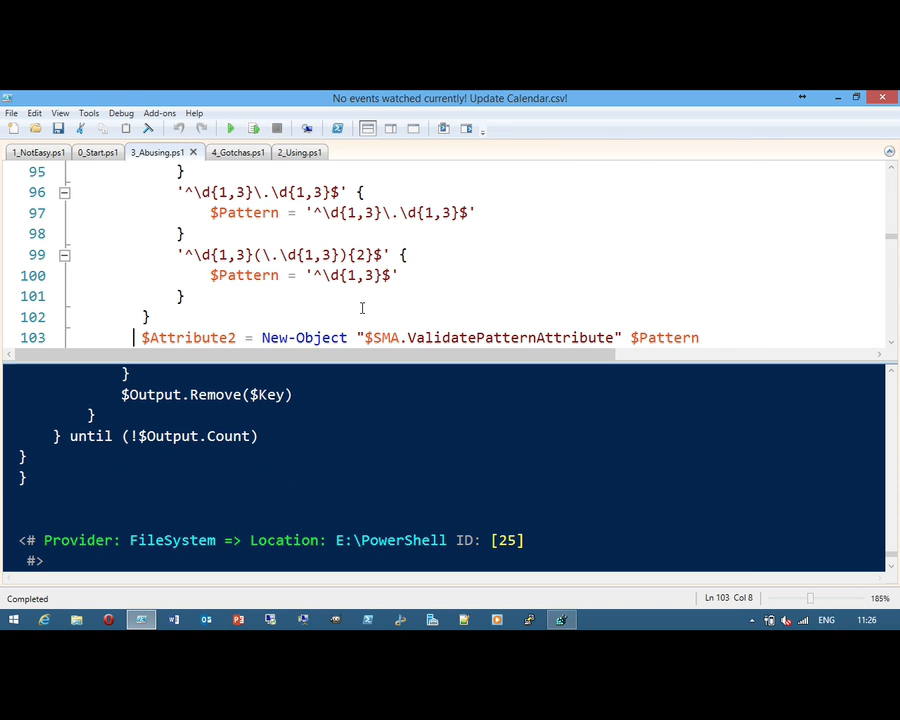 No events watched currently! Update Calendar.csv!
File Edit View Tools Debug Add-ons Help
1_NotEasy.ps1 0_Start.ps1 3_Abusing.ps1 4_Gotchas.ps1 2_Using.ps1
95 }
96 '^\d{1,3}\.\d{1,3}$' {
97 $Pattern = '^\d{1,3}\.\d{1,3}$'
98 }
99 '^\d{1,3}(\.\d{1,3}){2}$' {
100 $Pattern = '^\d{1,3}$'
101 }
102 }
103 $Attribute2 = New-Object "$SMA.ValidatePatternAttribute" $Pattern
}
$Output.Remove($Key)
}
} until (!$Output.Count)
}
}
<# Provider: FileSystem => Location: E:\PowerShell ID: [25]
#>
Completed Ln 103 Col 8 185%
ENG 11:26